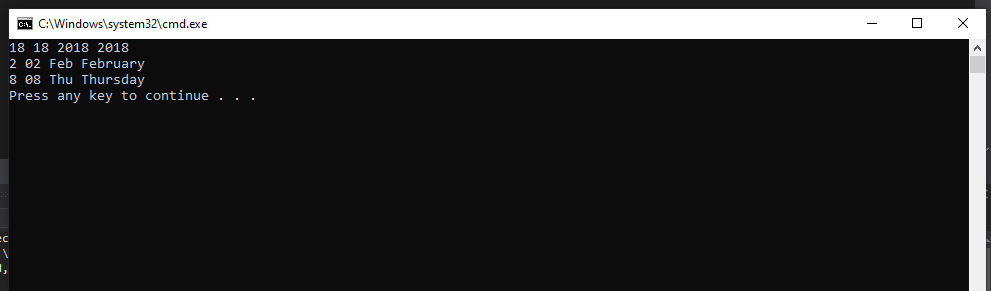 C:\Windows\system32\cmd.exe
18 18 2018 2018
2 02 Feb February
8 08 Thu Thursday
Press any key to continue . . .
ec
\